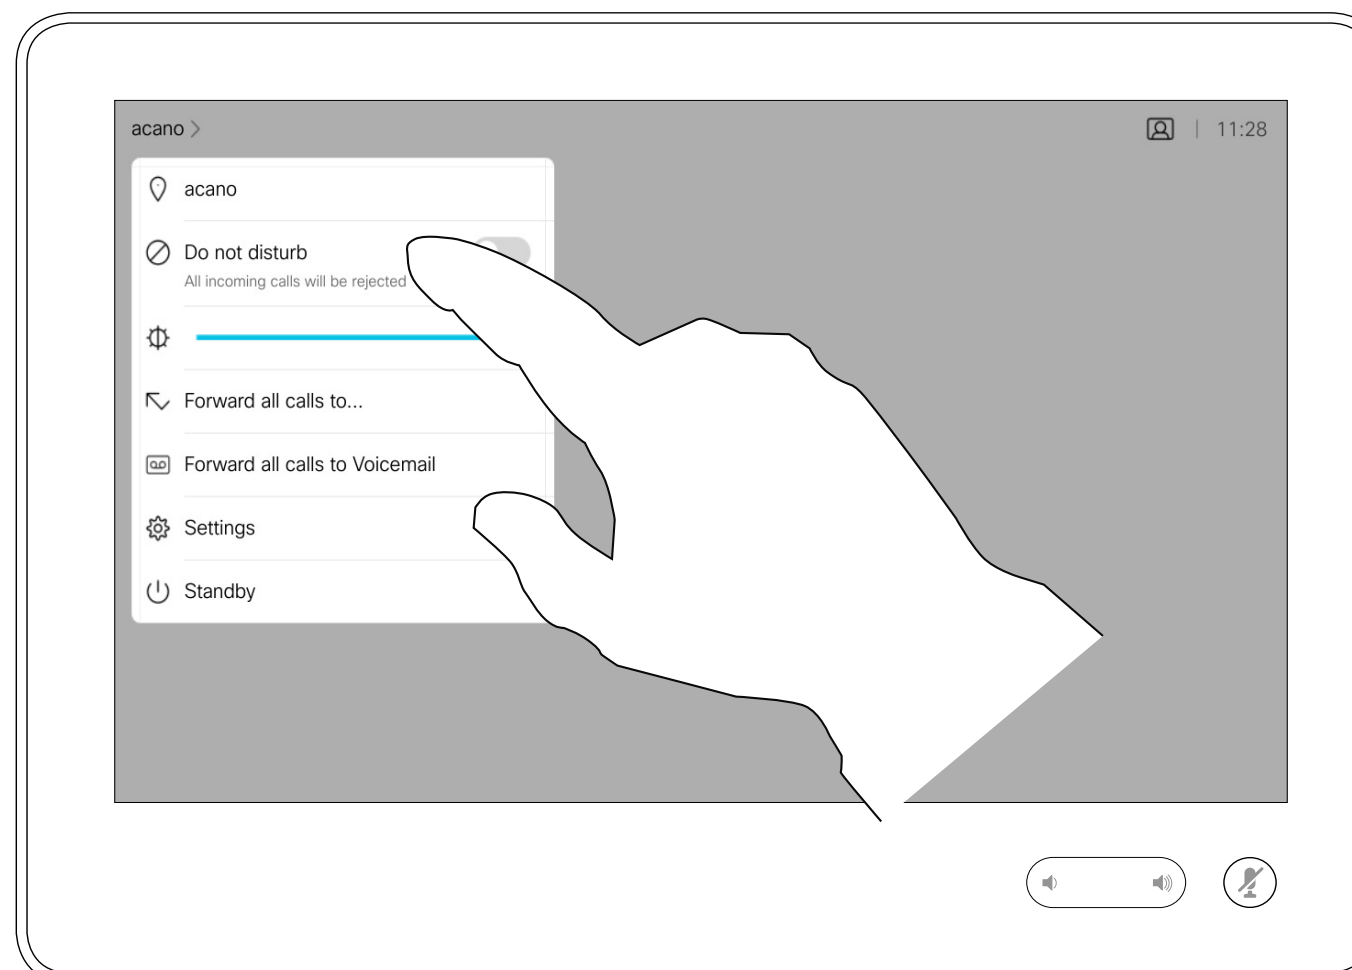 acano
11:28
acano
Do not disturb
All incoming calls will be rejected
Forward all calls to...
Forward all calls to Voicemail
Settings
Standby